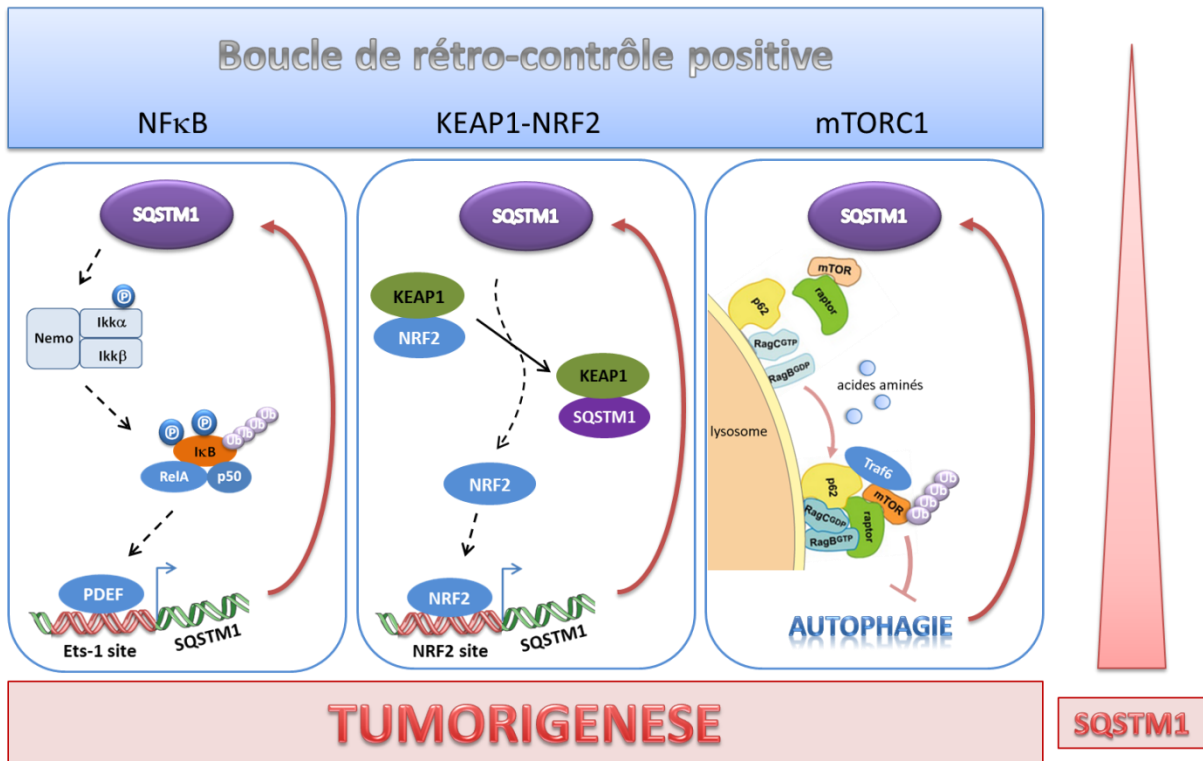 Boucle de rétro-contrôle positive
NFκB
KEAP1-NRF2
mTORC1
SQSTM1
P
Nemo
Ikkα
Ikkβ
P
P
Ub
Ub
Ub
Ub
IκB
RelA
p50
PDEF
SQSTM1
Ets-1 site
SQSTM1
KEAP1
NRF2
KEAP1
SQSTM1
NRF2
NRF2
SQSTM1
NRF2 site
SQSTM1
mTOR
p62
raptor
RagCGTP
RagBGDP
acides aminés
lysosome
Traf6
p62
mTOR
Ub
Ub
Ub
Ub
RagCGDP
raptor
RagBGTP
AUTOPHAGIE
TUMORIGENESE
SQSTM1